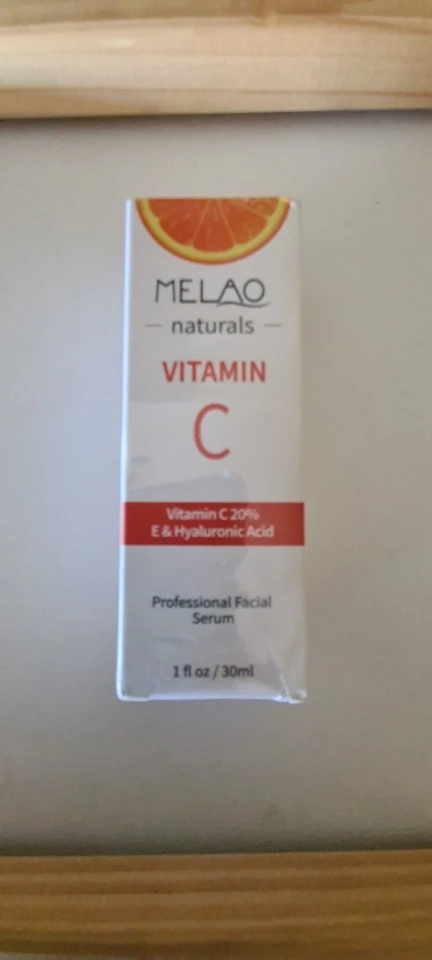 MELAO
— naturals —
VITAMIN
C
Vitamin C 20%
E & Hyaluronic Acid
Professional Facial
Serum
1 fl oz / 30ml